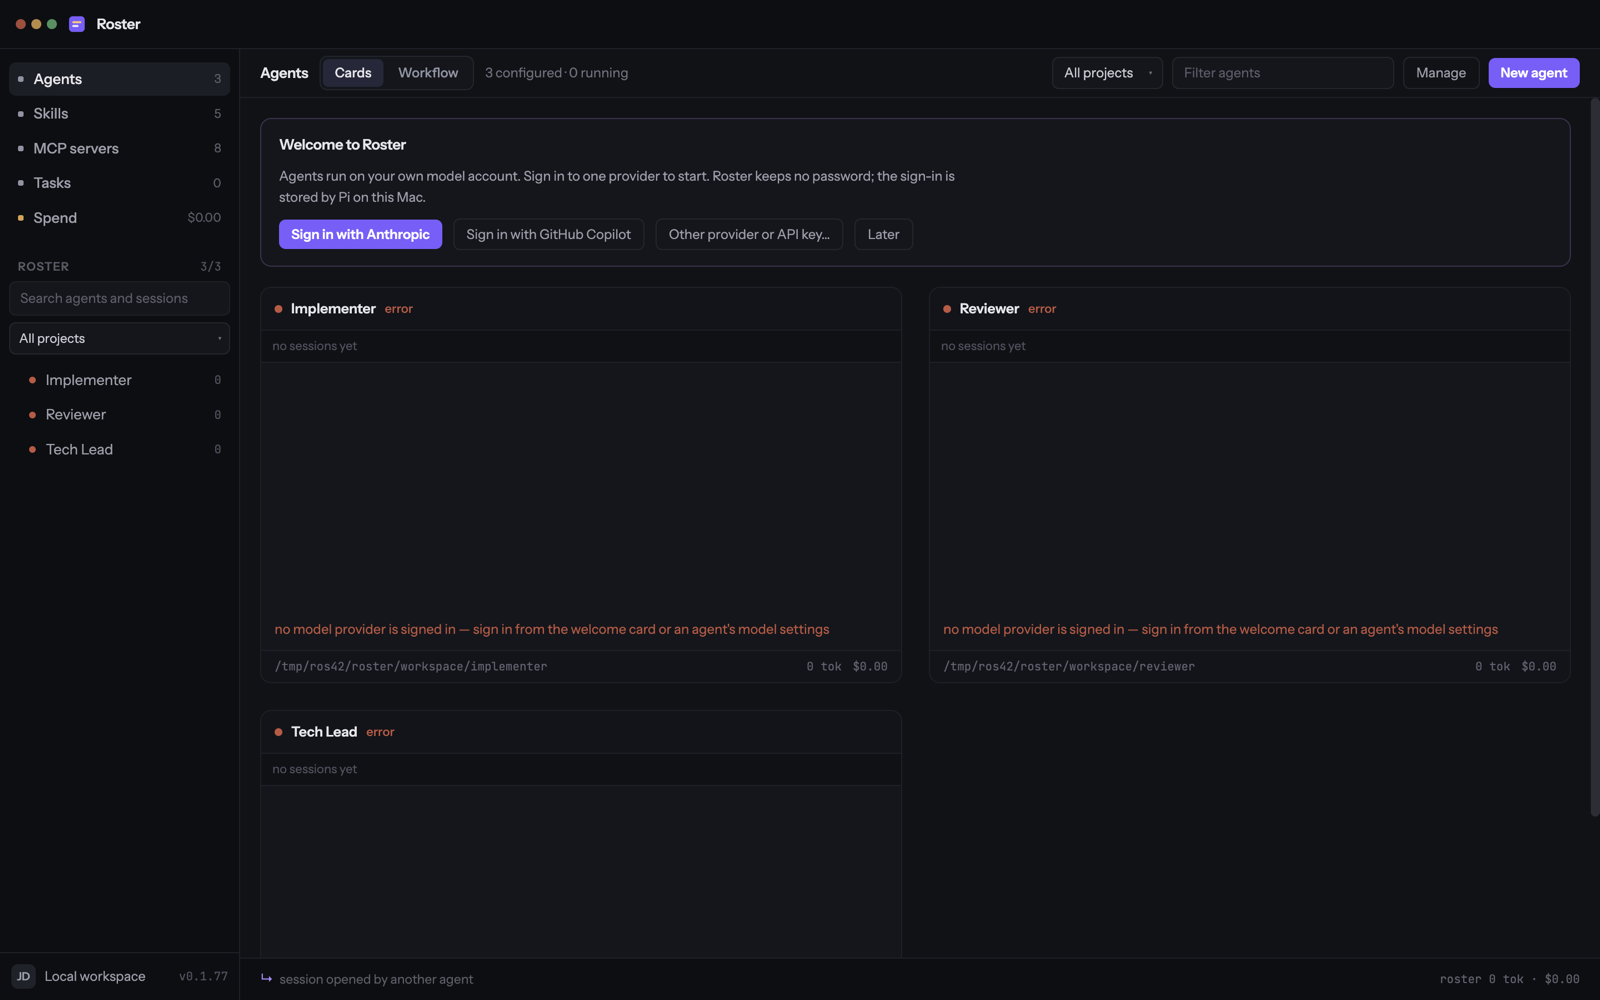 Roster
Agents 3
Skills 5
MCP servers 8
Tasks 0
Spend $0.00
ROSTER 3/3
Search agents and sessions
All projects
Implementer 0
Reviewer 0
Tech Lead 0
JD Local workspace v0.1.77
Agents Cards Workflow 3 configured · 0 running All projects Filter agents Manage New agent
Welcome to Roster
Agents run on your own model account. Sign in to one provider to start. Roster keeps no password; the sign-in is
stored by Pi on this Mac.
Sign in with Anthropic Sign in with GitHub Copilot Other provider or API key… Later
Implementer error
no sessions yet
no model provider is signed in — sign in from the welcome card or an agent's model settings
/tmp/ros42/roster/workspace/implementer 0 tok $0.00
Reviewer error
no sessions yet
no model provider is signed in — sign in from the welcome card or an agent's model settings
/tmp/ros42/roster/workspace/reviewer 0 tok $0.00
Tech Lead error
no sessions yet
session opened by another agent roster 0 tok · $0.00